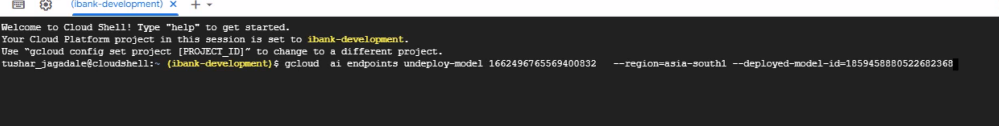 (ibank-development)
Welcome to Cloud Shell! Type "help" to get started.
Your Cloud Platform project in this session is set to ibank-development.
Use “gcloud config set project [PROJECT_ID]” to change to a different project.
tushar_jagadale@cloudshell:~ (ibank-development)$ gcloud  ai endpoints undeploy-model 1662496765569400832   --region=asia-south1 --deployed-model-id=1859458880522682368